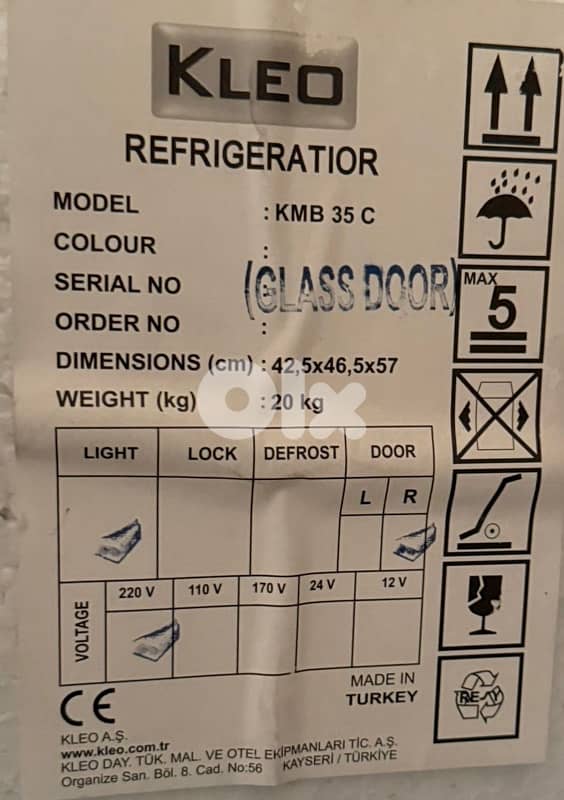 KLEO
REFRIGERATIOR
MODEL : KMB 35 C
COLOUR :
SERIAL NO : (GLASS DOOR)
ORDER NO :
DIMENSIONS (cm) : 42,5x46,5x57
WEIGHT (kg) : 20 kg
olx
LIGHT LOCK DEFROST DOOR
L R
VOLTAGE 220 V 110 V 170 V 24 V 12 V
MAX
5
RE-Y
CE
MADE IN
TURKEY
KLEO A.Ş.
www.kleo.com.tr
KLEO DAY. TÜK. MAL. VE OTEL EKİPMANLARI TİC. A.Ş.
Organize San. Böl. 8. Cad. No:56 KAYSERİ / TÜRKİYE